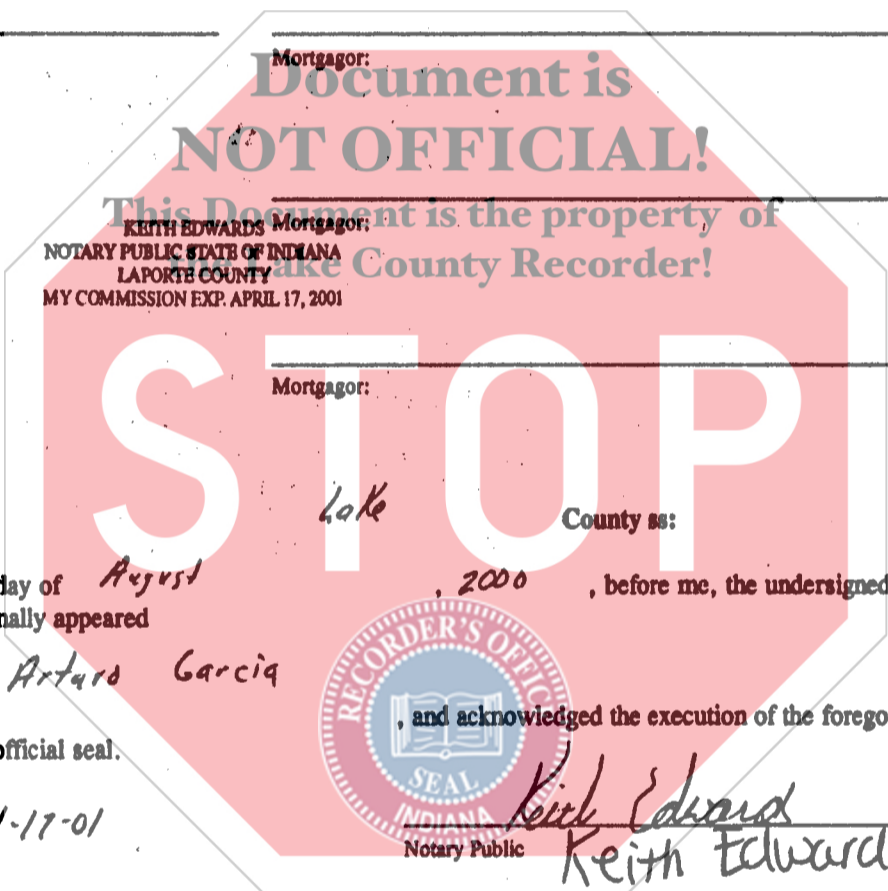 Mortgagor:
Document is
NOT OFFICIAL!
This Document is the property of
the Lake County Recorder!
KEITH EDWARDS Mortgagor:
NOTARY PUBLIC STATE OF INDIANA
LAPORTE COUNTY
MY COMMISSION EXP. APRIL 17, 2001
STOP
Mortgagor:
Lake County ss:
day of August , 2000 , before me, the undersigned
nally appeared
Arturo Garcia
, and acknowledged the execution of the forego
official seal.
-17-01
RECORDER'S OFFIC
SEAL
INDIANA
Keith Edwards
Notary Public
Keith Edward